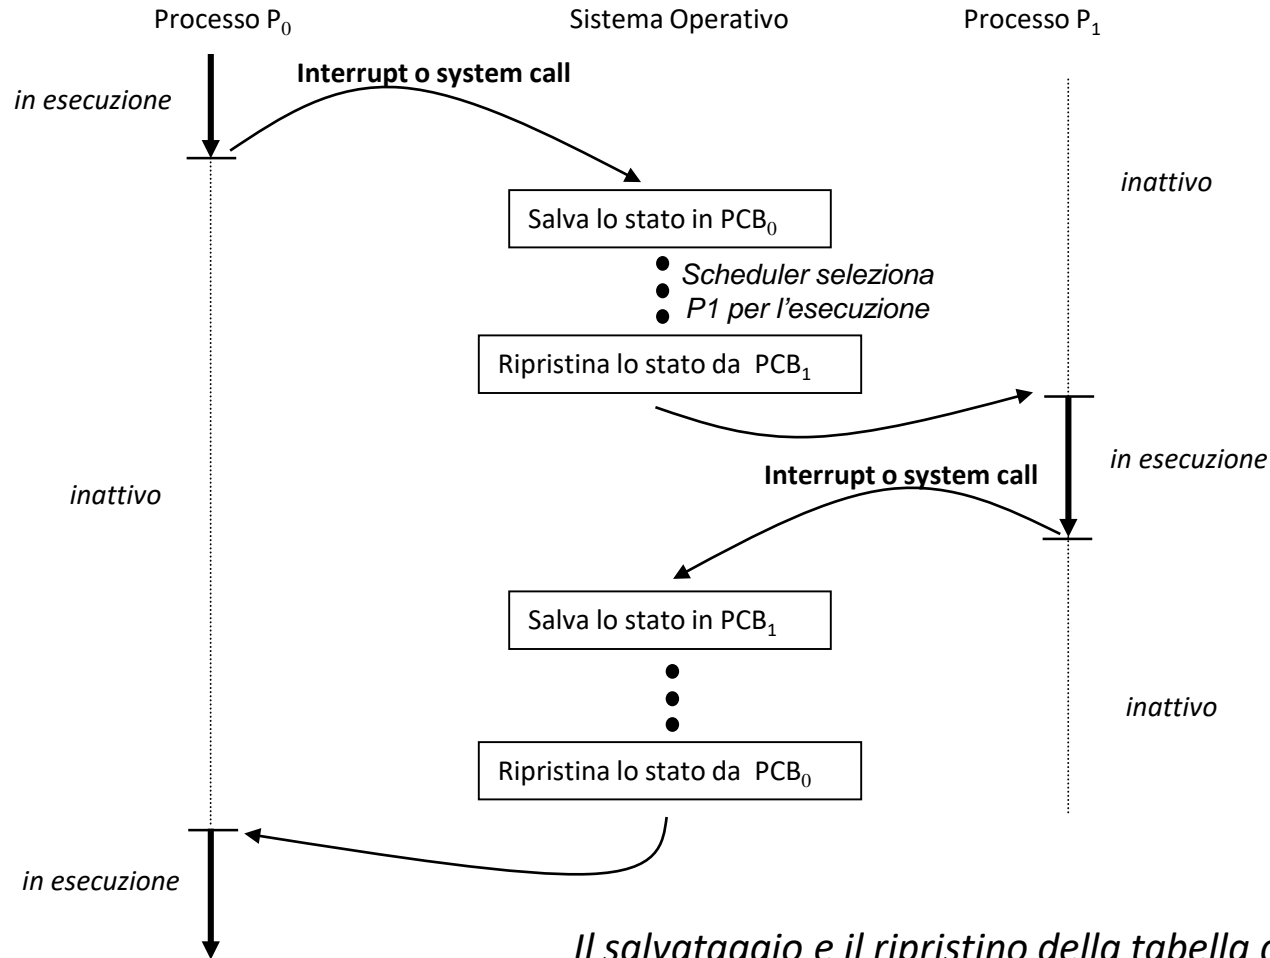 Processo P₀
Sistema Operativo
Processo P₁
Interrupt o system call
in esecuzione
inattivo
Salva lo stato in PCB₀
Scheduler seleziona
P1 per l'esecuzione
Ripristina lo stato da PCB₁
in esecuzione
Interrupt o system call
inattivo
Salva lo stato in PCB₁
inattivo
Ripristina lo stato da PCB₀
in esecuzione
Il salvataggio e il ripristino della tabella